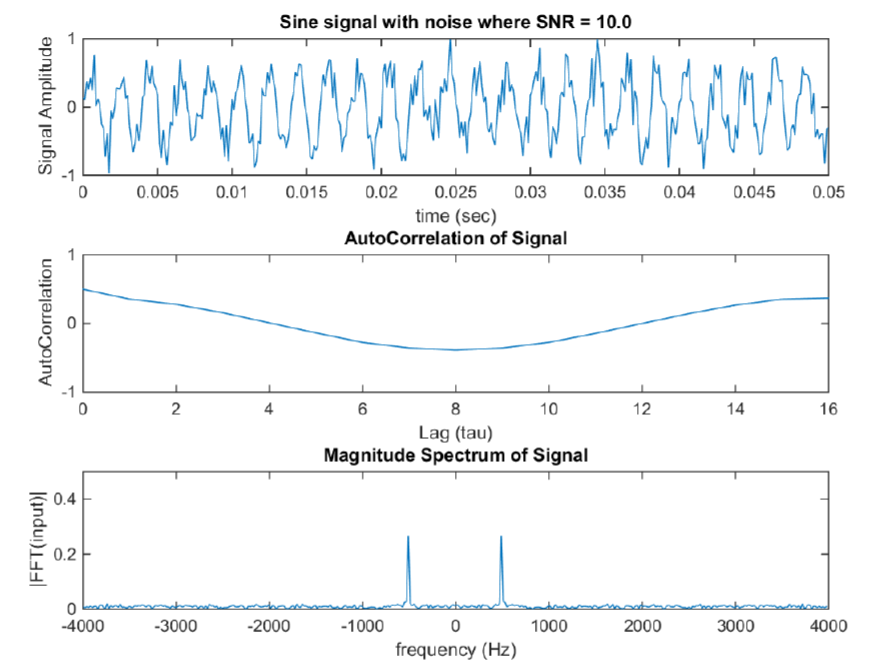 Sine signal with noise where SNR = 10.0
Signal Amplitude
1
0
-1
0 0.005 0.01 0.015 0.02 0.025 0.03 0.035 0.04 0.045 0.05
time (sec)
AutoCorrelation of Signal
AutoCorrelation
1
0
-1
0 2 4 6 8 10 12 14 16
Lag (tau)
Magnitude Spectrum of Signal
|FFT(input)|
0.4
0.2
0
-4000 -3000 -2000 -1000 0 1000 2000 3000 4000
frequency (Hz)